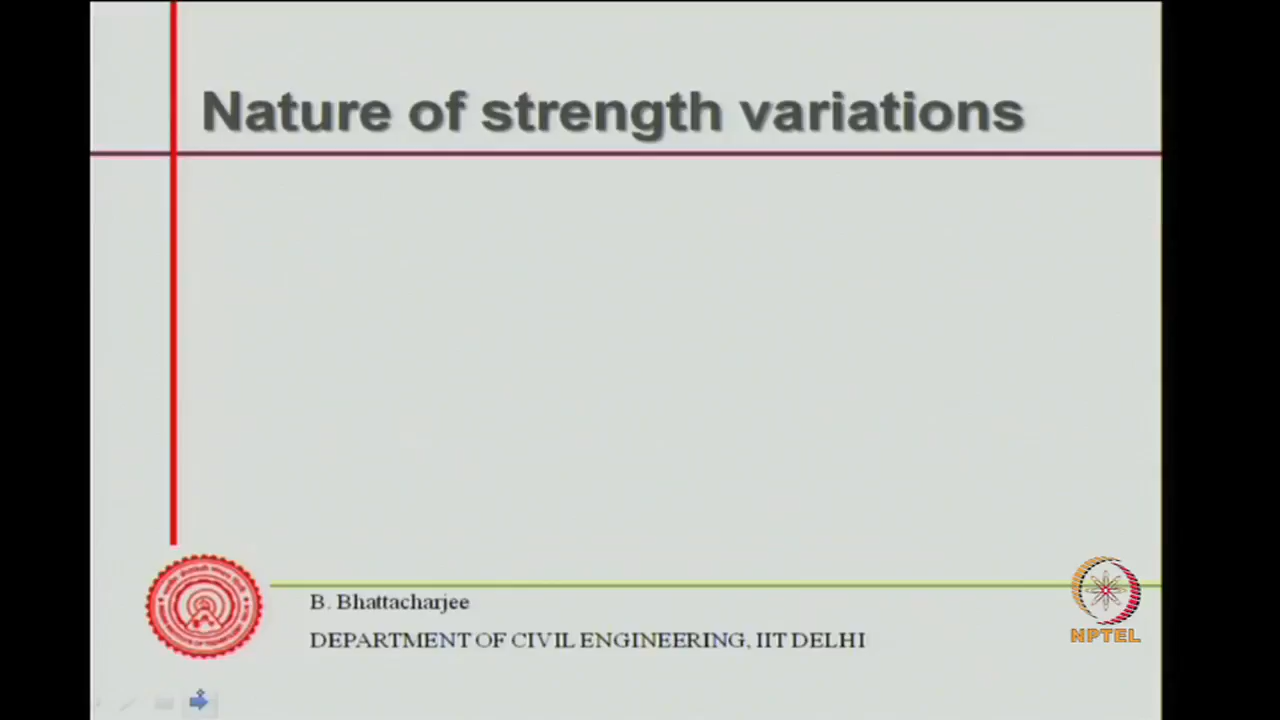 Nature of strength variations
B. Bhattacharjee
DEPARTMENT OF CIVIL ENGINEERING, IIT DELHI
NPTEL